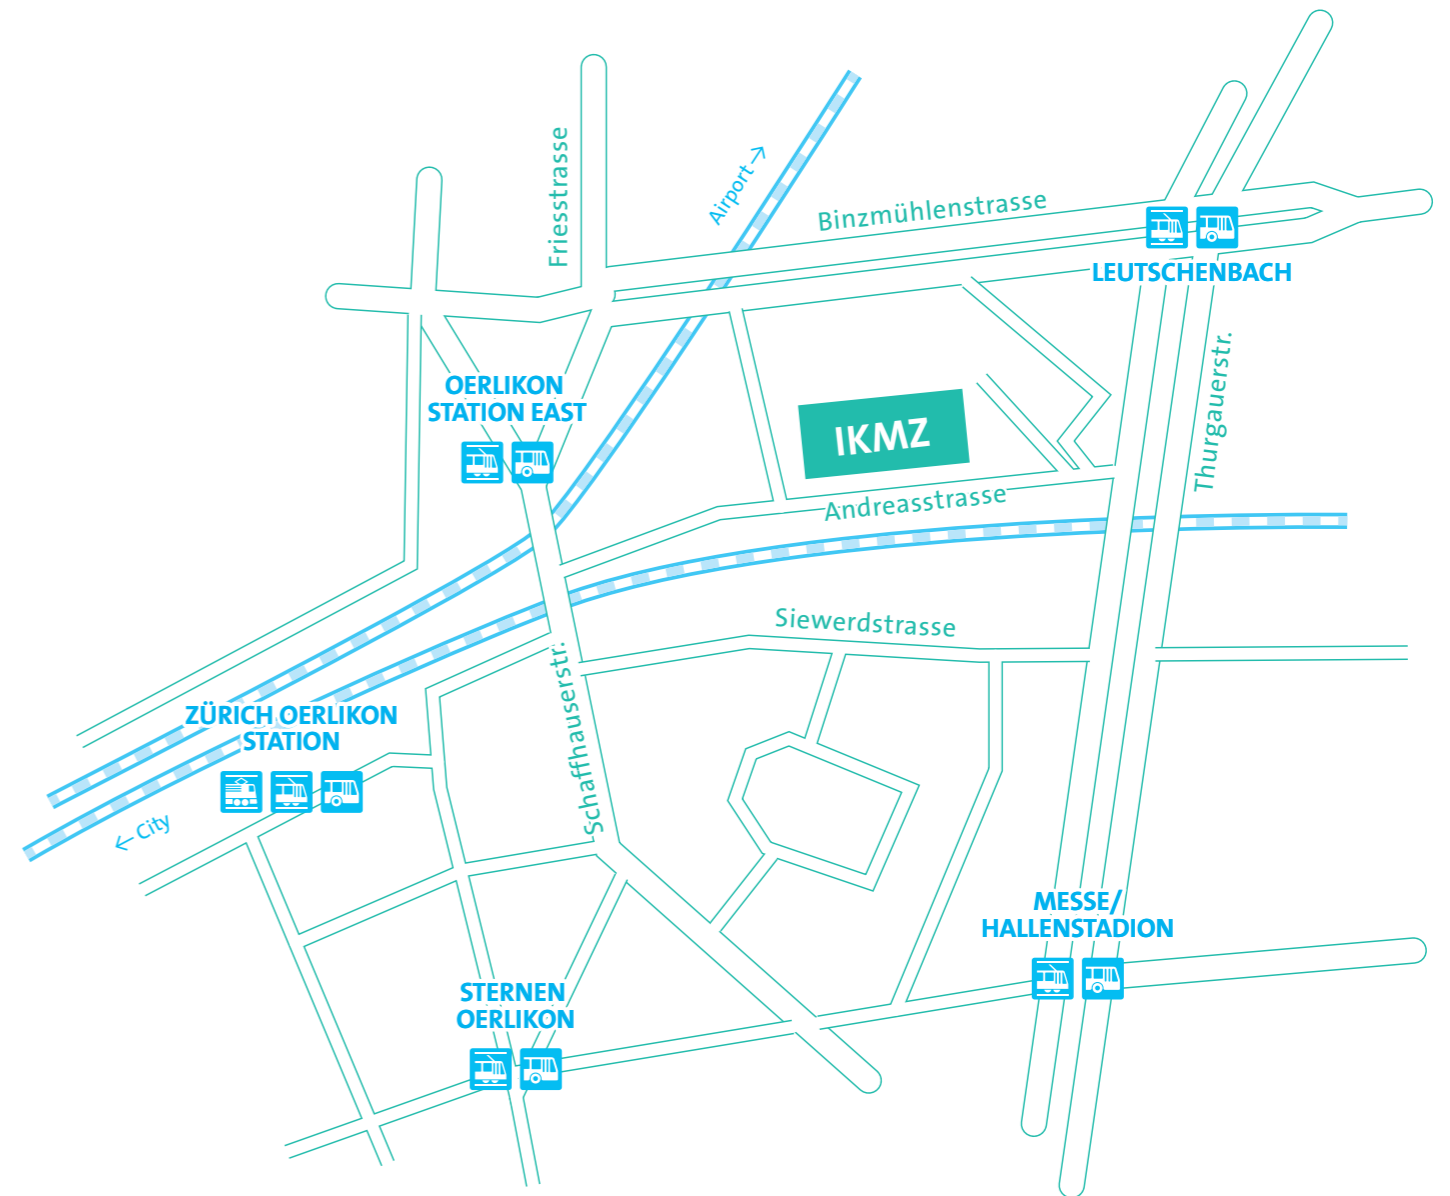 Friesstrasse
Airport →
Binzmühlenstrasse
LEUTSCHENBACH
Thurgauerstr.
OERLIKON
STATION EAST
IKMZ
Andreasstrasse
Siewerdstrasse
Schaffhauserstr.
ZÜRICH OERLIKON
STATION
← City
MESSE/
HALLENSTADION
STERNEN
OERLIKON